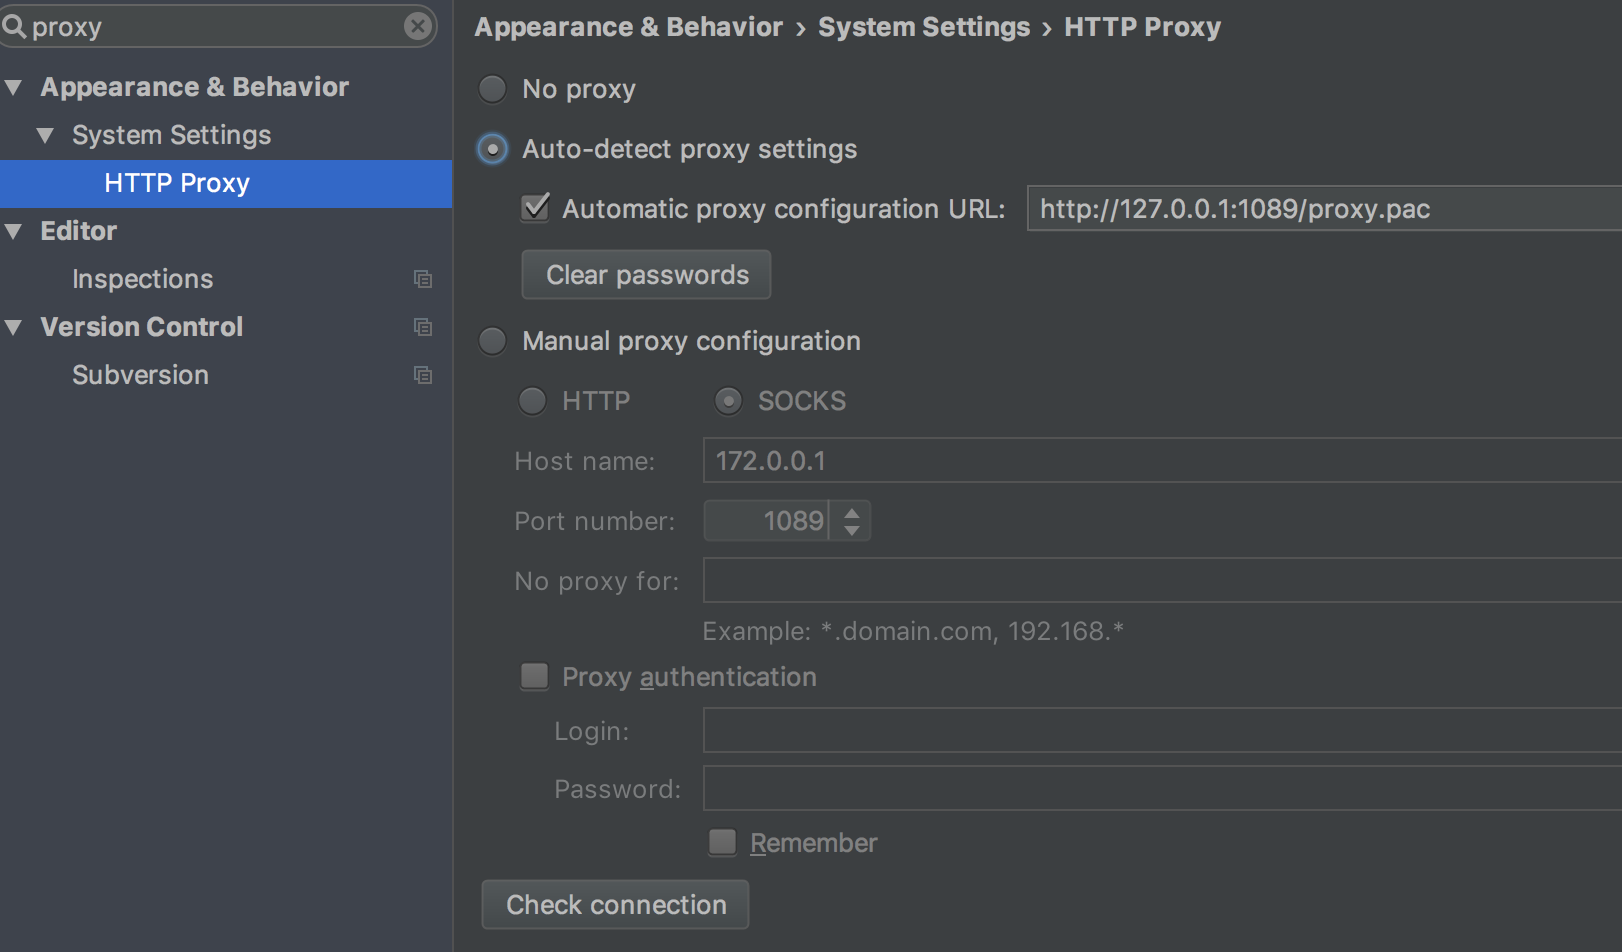 proxy
Appearance & Behavior
System Settings
HTTP Proxy
Editor
Inspections
Version Control
Subversion
Appearance & Behavior › System Settings › HTTP Proxy
No proxy
Auto-detect proxy settings
Automatic proxy configuration URL: http://127.0.0.1:1089/proxy.pac
Clear passwords
Manual proxy configuration
HTTP SOCKS
Host name: 172.0.0.1
Port number: 1089
No proxy for:
Example: *.domain.com, 192.168.*
Proxy authentication
Login:
Password:
Remember
Check connection